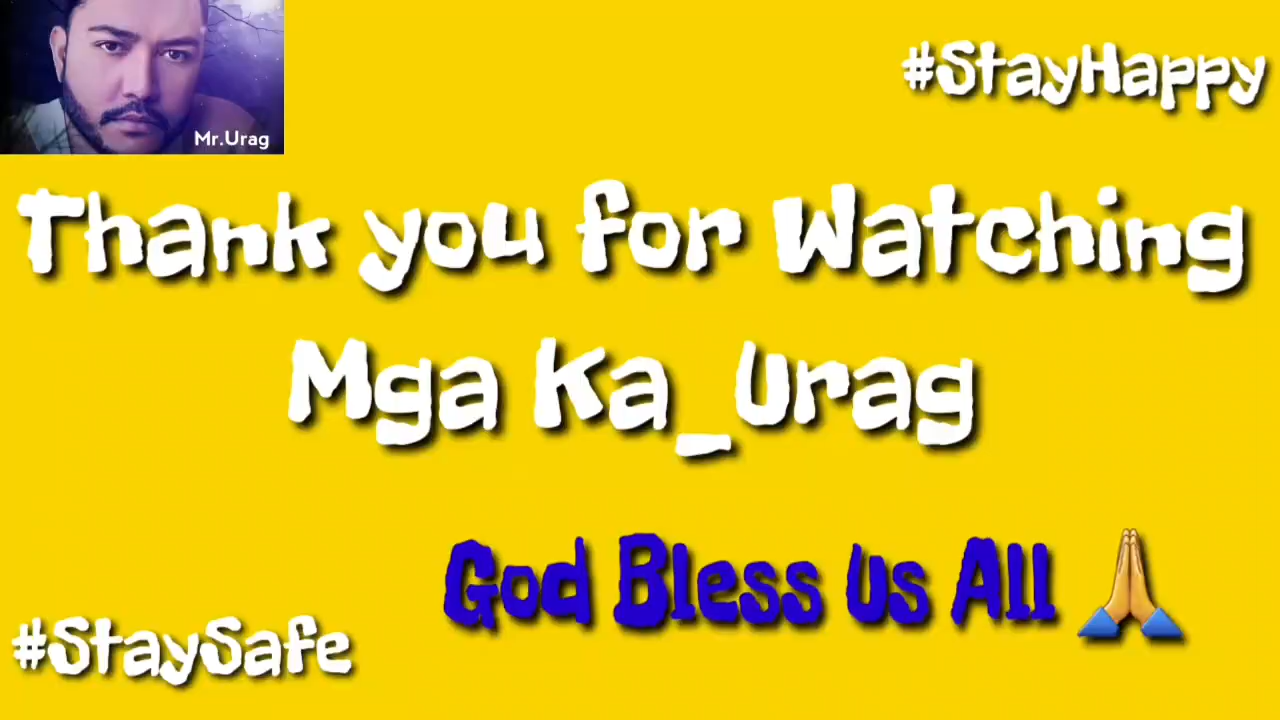 Mr.Urag
#StayHappy
Thank you for Watching
Mga Ka_Urag
God Bless Us All 🙏
#StaySafe